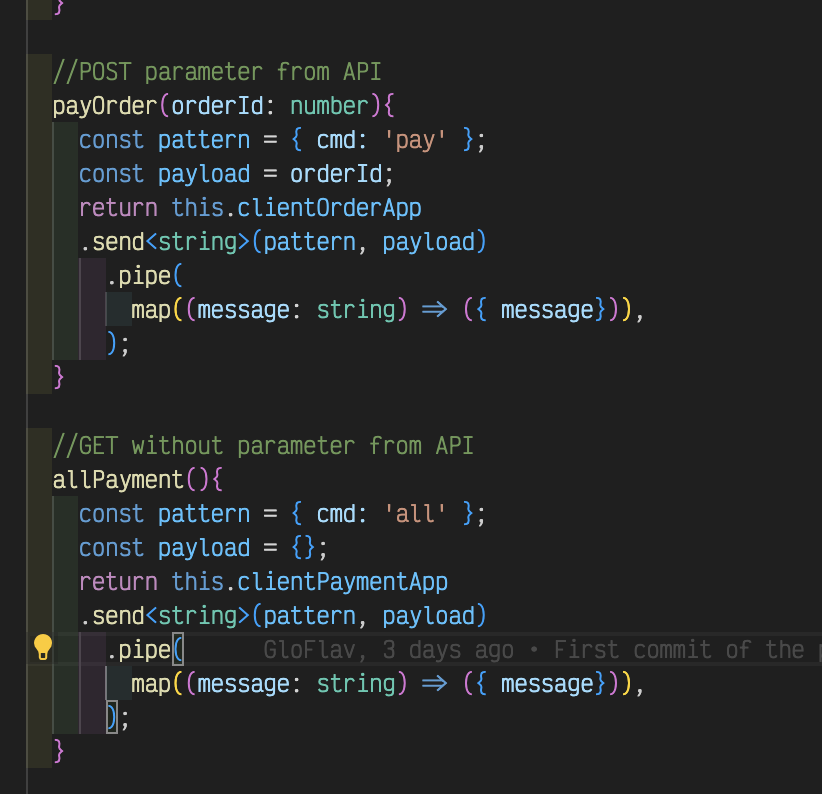 }
//POST parameter from API
payOrder(orderId: number){
const pattern = { cmd: 'pay' };
const payload = orderId;
return this.clientOrderApp
.send<string>(pattern, payload)
.pipe(
map((message: string) => ({ message})),
);
}
//GET without parameter from API
allPayment(){
const pattern = { cmd: 'all' };
const payload = {};
return this.clientPaymentApp
.send<string>(pattern, payload)
.pipe( GloFlav, 3 days ago • First commit of the
map((message: string) => ({ message})),
);
}